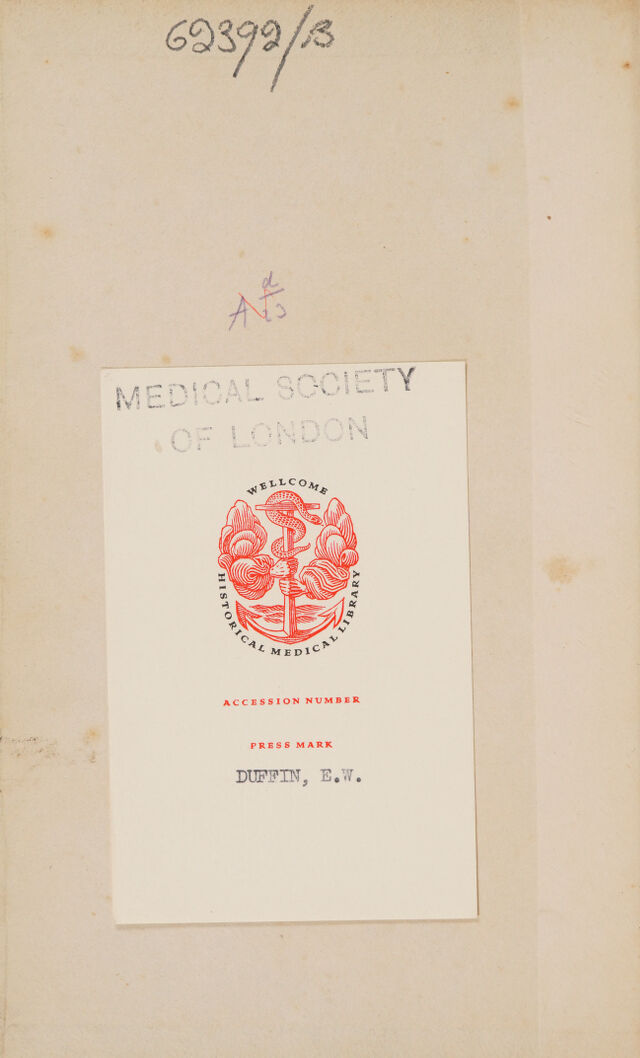 62392/B
MEDICAL SOCIETY
OF LONDON
WELLCOME
HISTORICAL MEDICAL LIBRARY
ACCESSION NUMBER
PRESS MARK
DUFFIN, E.W.